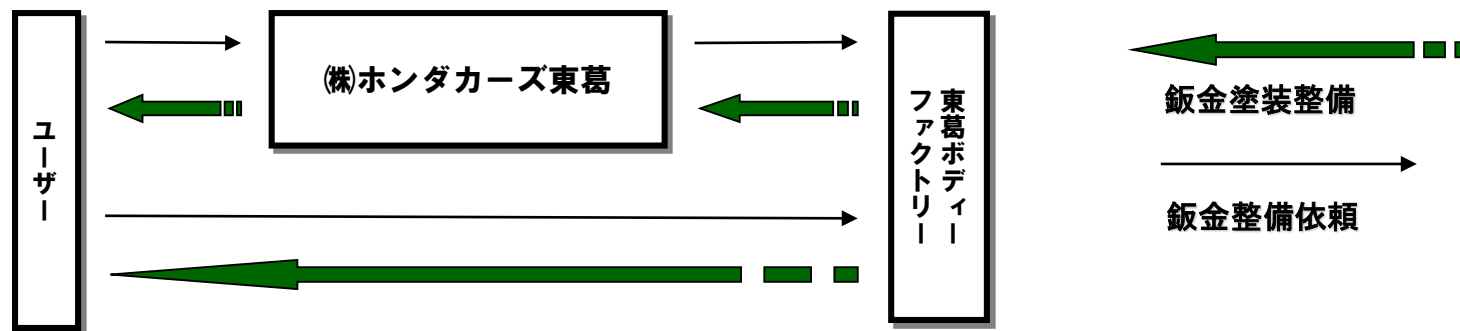 ユーザー
㈱ホンダカーズ東葛
東葛ボディー
ファクトリー
鈑金塗装整備
鈑金整備依頼